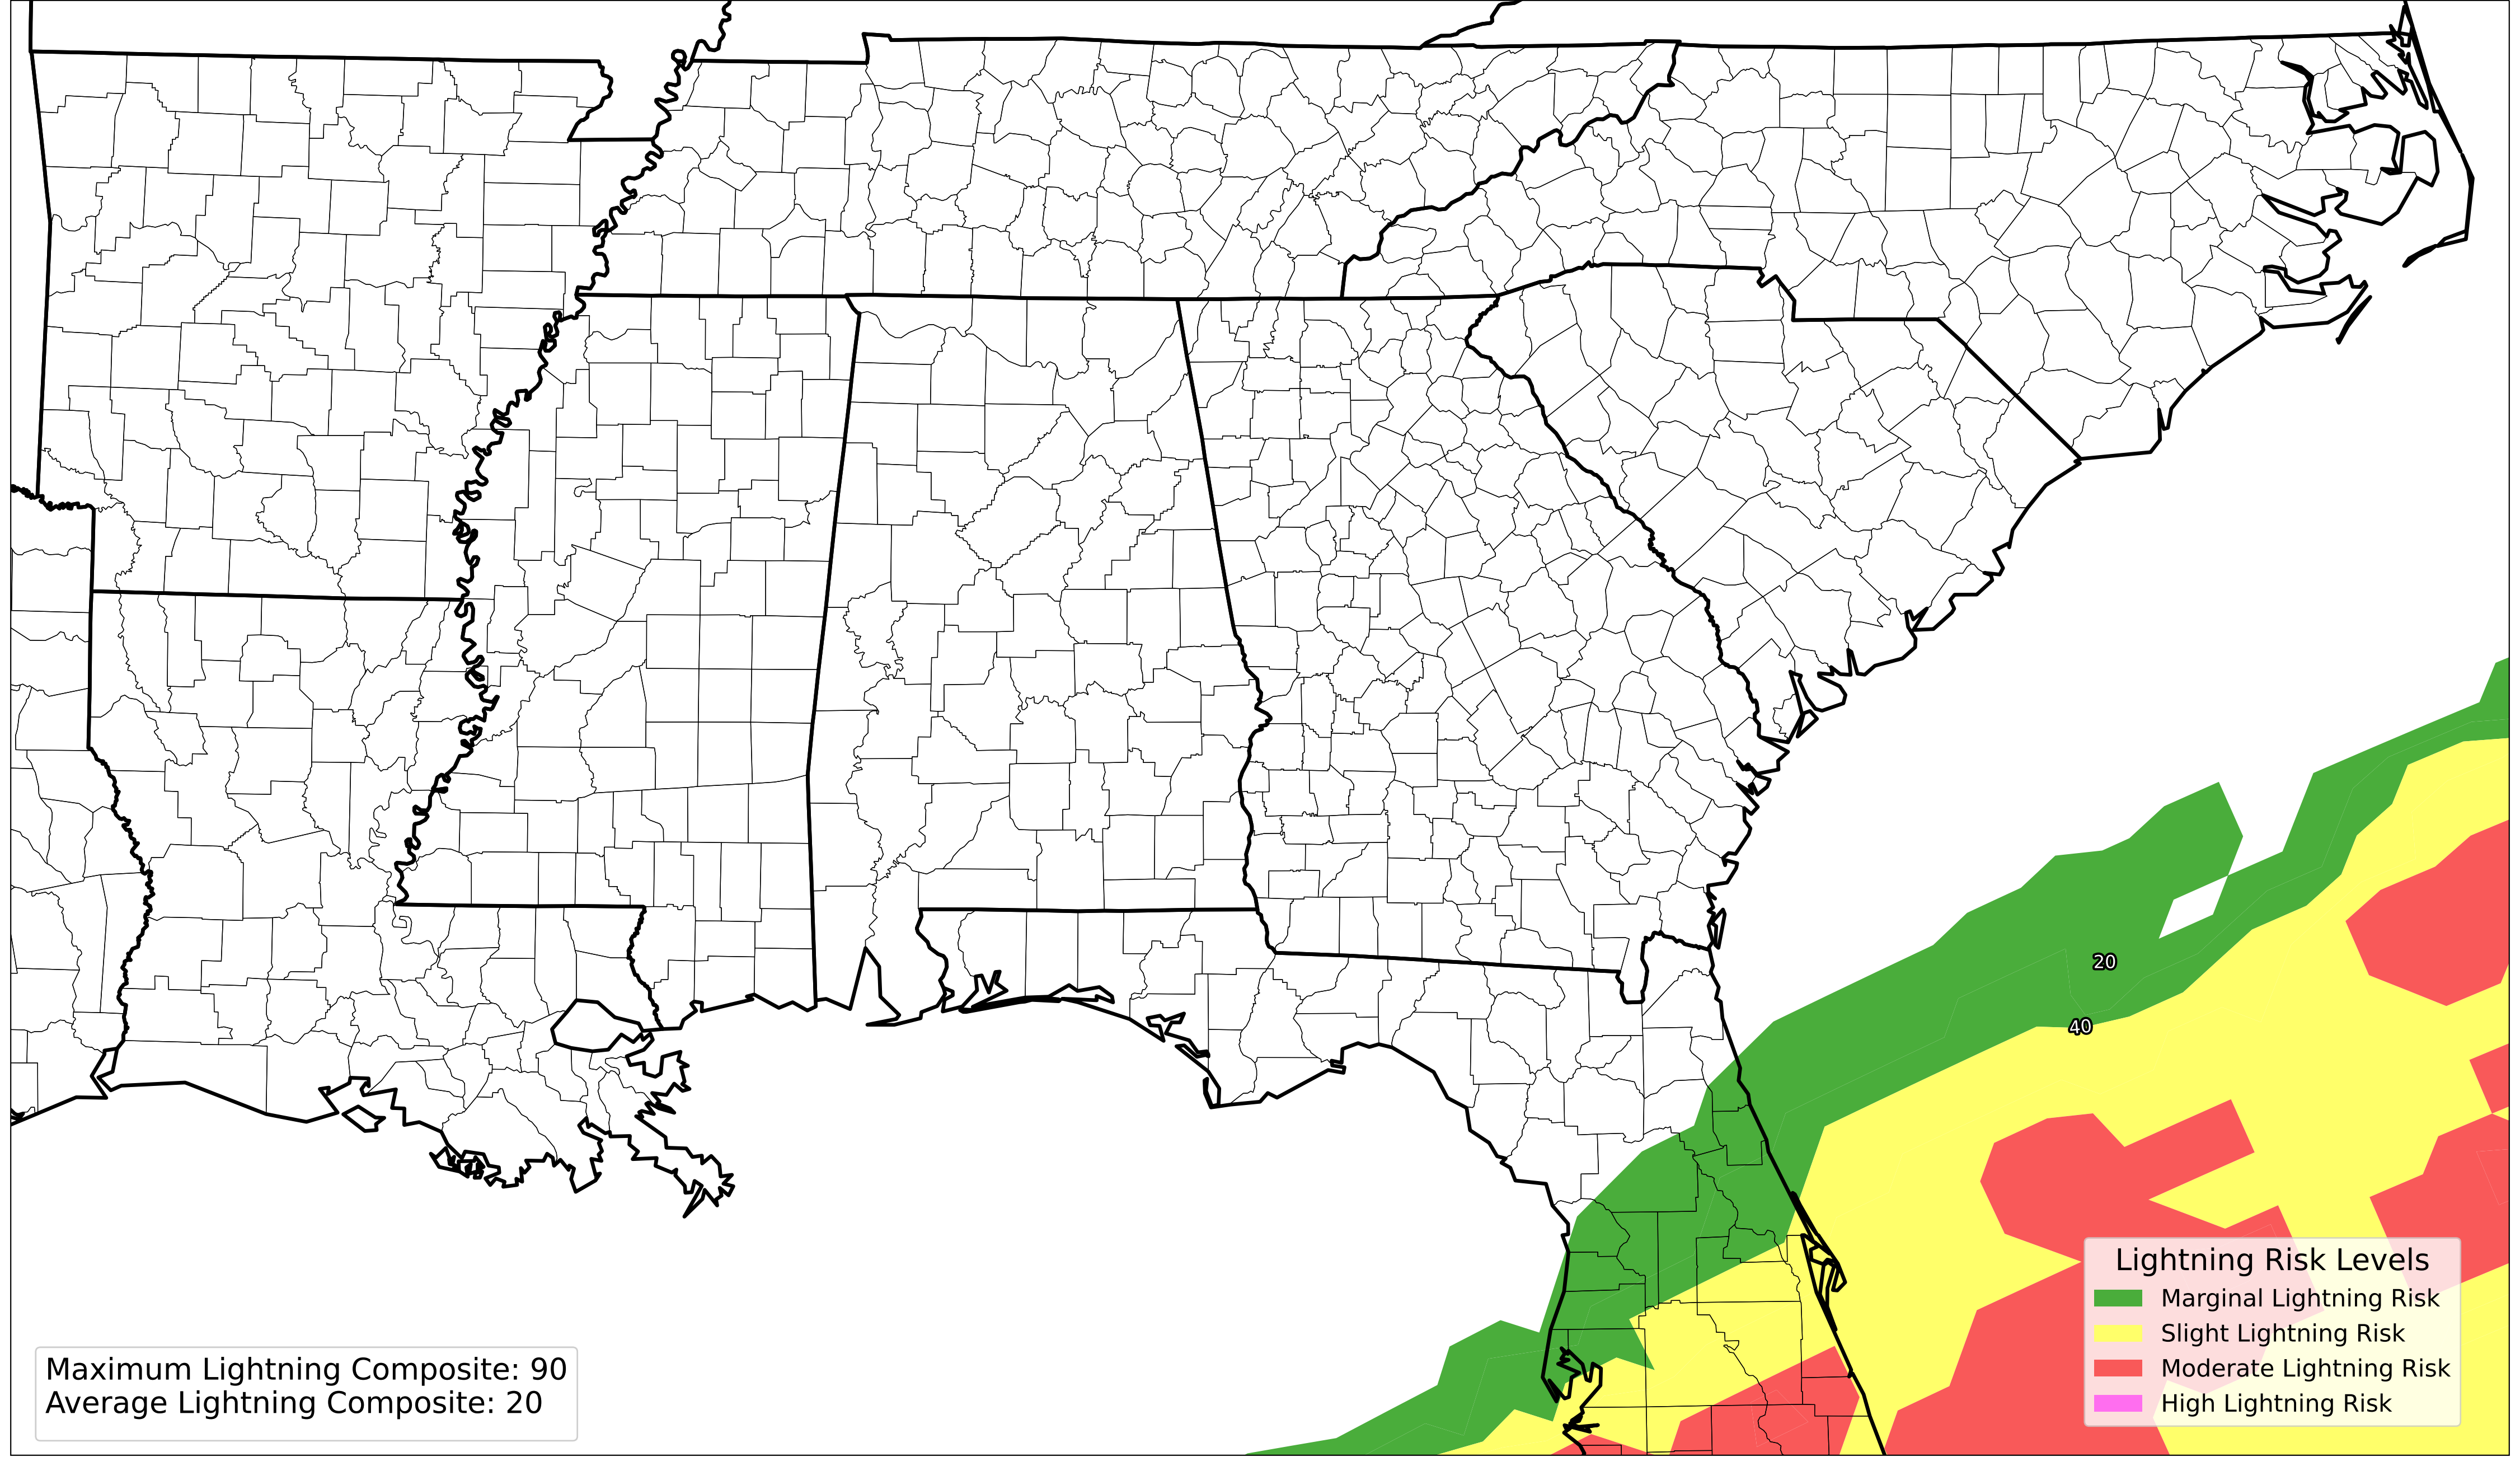 20
40
Lightning Risk Levels
Marginal Lightning Risk
Slight Lightning Risk
Moderate Lightning Risk
High Lightning Risk
Maximum Lightning Composite: 90
Average Lightning Composite: 20